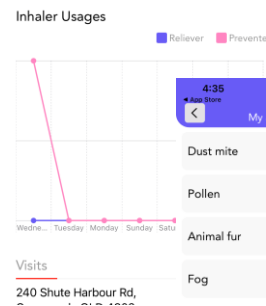 Inhaler Usages
Reliever
Prevente
Wedne... Tuesday Monday Sunday Satu
Visits
240 Shute Harbour Rd,
4:35
App Store
My
Dust mite
Pollen
Animal fur
Fog